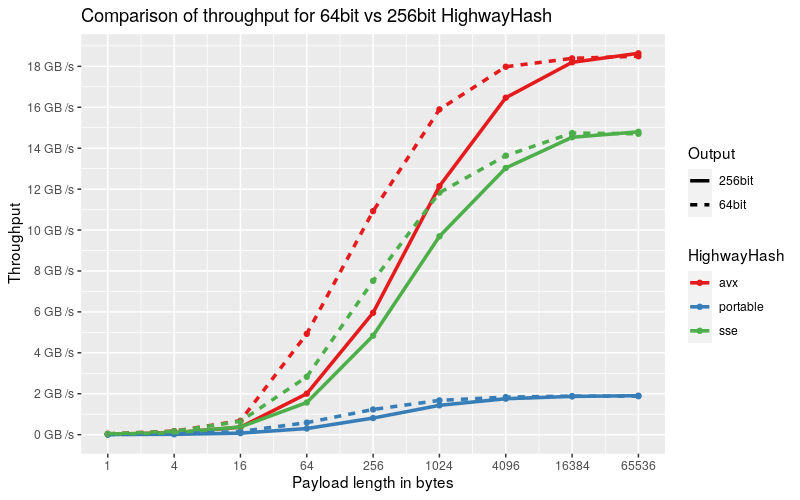 Comparison of throughput for 64bit vs 256bit HighwayHash
Throughput
18 GB /s
16 GB /s
14 GB /s
12 GB /s
10 GB /s
8 GB /s
6 GB /s
4 GB /s
2 GB /s
0 GB /s
1 4 16 64 256 1024 4096 16384 65536
Payload length in bytes
Output
256bit
64bit
HighwayHash
avx
portable
sse